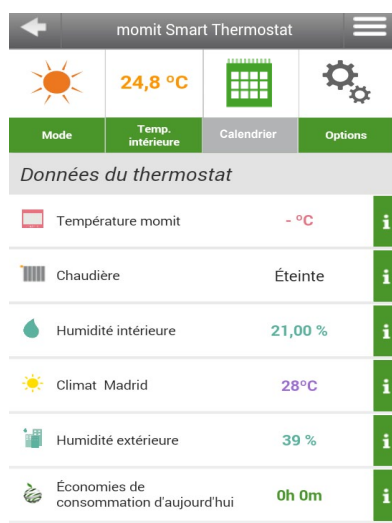 momit Smart Thermostat
24,8 ºC
Mode
Temp.
intérieure
Calendrier
Options
Données du thermostat
Température momit - ºC i
Chaudière Éteinte i
Humidité intérieure 21,00 % i
Climat Madrid 28ºC i
Humidité extérieure 39 % i
Économies de
consommation d'aujourd'hui 0h 0m i